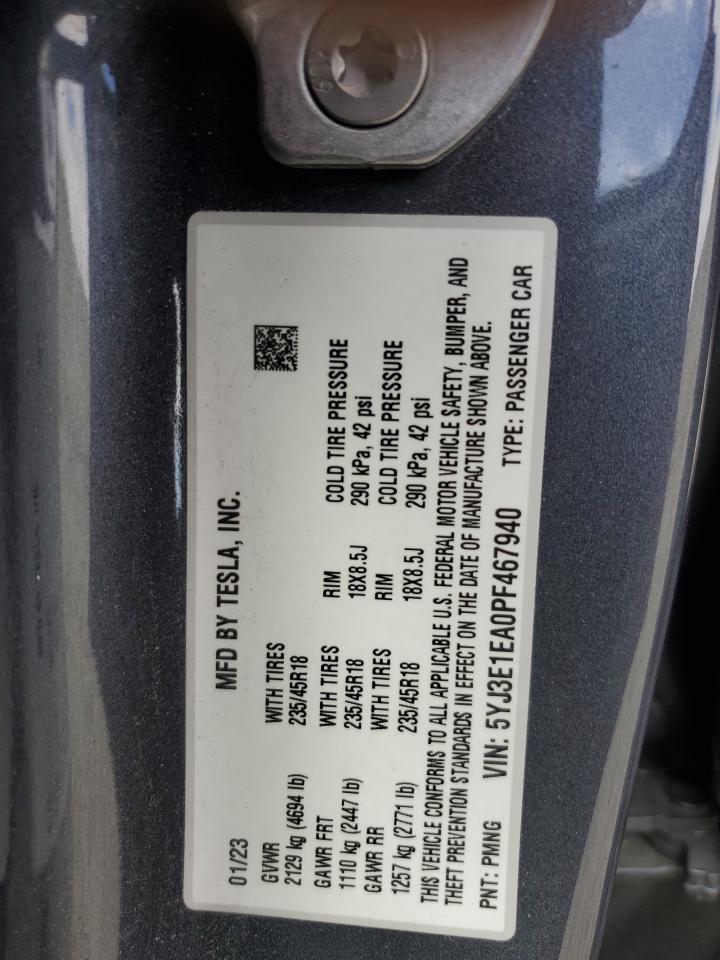 MFD BY TESLA, INC.
01/23
GVWR WITH TIRES
2129 kg (4694 lb) 235/45R18
GAWR FRT WITH TIRES RIM COLD TIRE PRESSURE
1110 kg (2447 lb) 235/45R18 18X8.5J 290 kPa, 42 psi
GAWR RR WITH TIRES RIM COLD TIRE PRESSURE
1257 kg (2771 lb) 235/45R18 18X8.5J 290 kPa, 42 psi
THIS VEHICLE CONFORMS TO ALL APPLICABLE U.S. FEDERAL MOTOR VEHICLE SAFETY, BUMPER, AND
THEFT PREVENTION STANDARDS IN EFFECT ON THE DATE OF MANUFACTURE SHOWN ABOVE.
PNT: PMNG VIN: 5YJ3E1EA0PF467940 TYPE: PASSENGER CAR